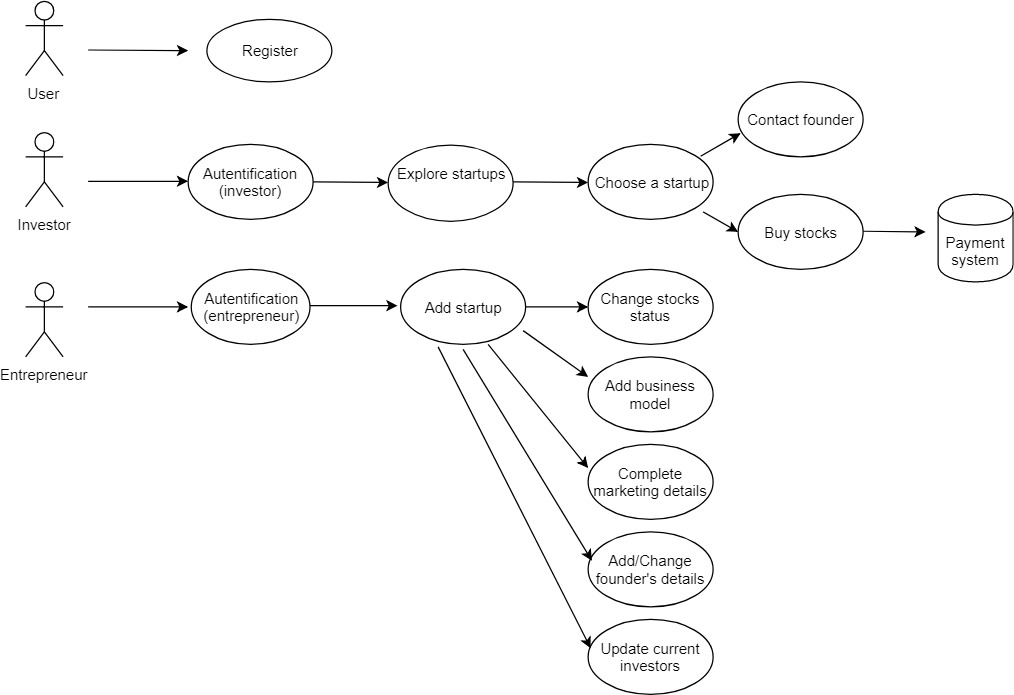 User
Register
Investor
Autentification
(investor)
Explore startups
Choose a startup
Contact founder
Buy stocks
Payment
system
Entrepreneur
Autentification
(entrepreneur)
Add startup
Change stocks
status
Add business
model
Complete
marketing details
Add/Change
founder's details
Update current
investors